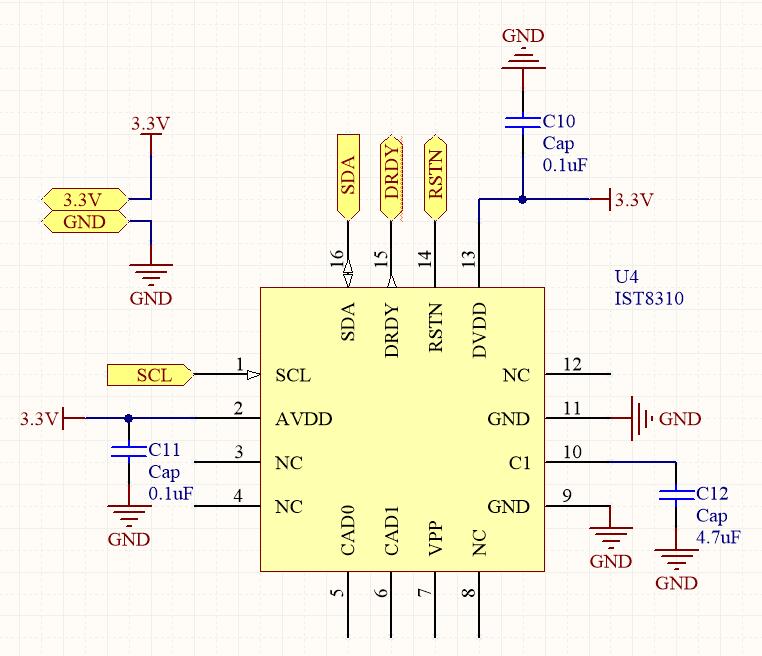 GND
C10
Cap
0.1uF
3.3V
3.3V
GND
GND
SDA
DRDY
RSTN
3.3V
16
15
14
13
U4
IST8310
SDA
DRDY
RSTN
DVDD
SCL
1
SCL
NC
12
3.3V
2
AVDD
GND
11
GND
C11
Cap
0.1uF
3
NC
C1
10
4
NC
GND
9
C12
Cap
4.7uF
GND
GND
GND
CAD0
CAD1
VPP
NC
5
6
7
8